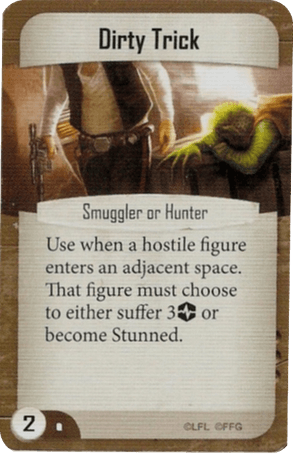 Dirty Trick
Smuggler or Hunter
Use when a hostile figure
enters an adjacent space.
That figure must choose
to either suffer 3 or
become Stunned.
2
©LFL ©FFG